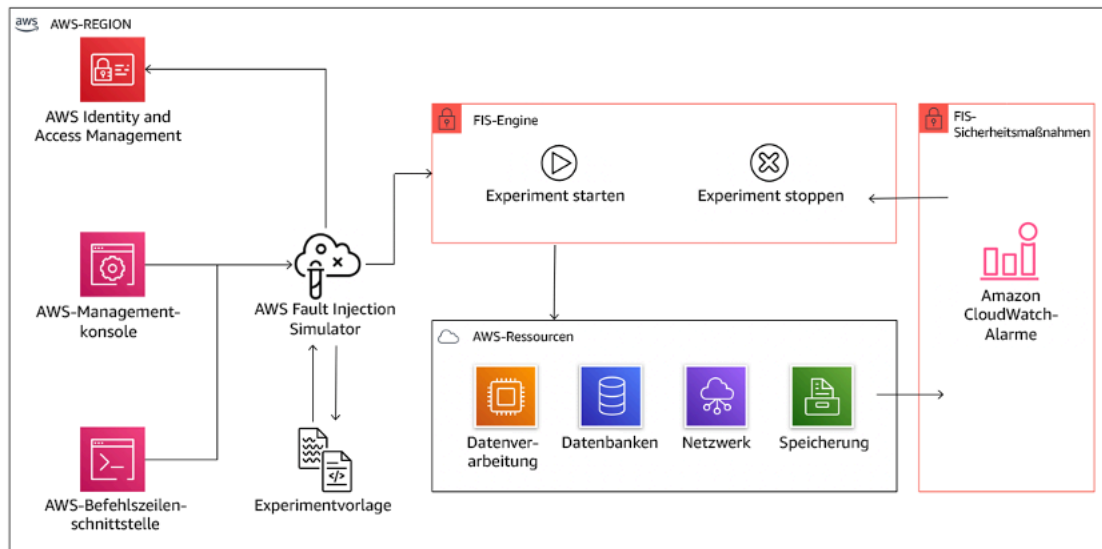 aws
AWS-REGION
AWS Identity and
Access Management
AWS-Management-
konsole
AWS-Befehlszeilen-
schnittstelle
AWS Fault Injection
Simulator
Experimentvorlage
FIS-Engine
Experiment starten
Experiment stoppen
AWS-Ressourcen
Datenver-
arbeitung
Datenbanken
Netzwerk
Speicherung
FIS-
Sicherheitsmaßnahmen
Amazon
CloudWatch-
Alarme